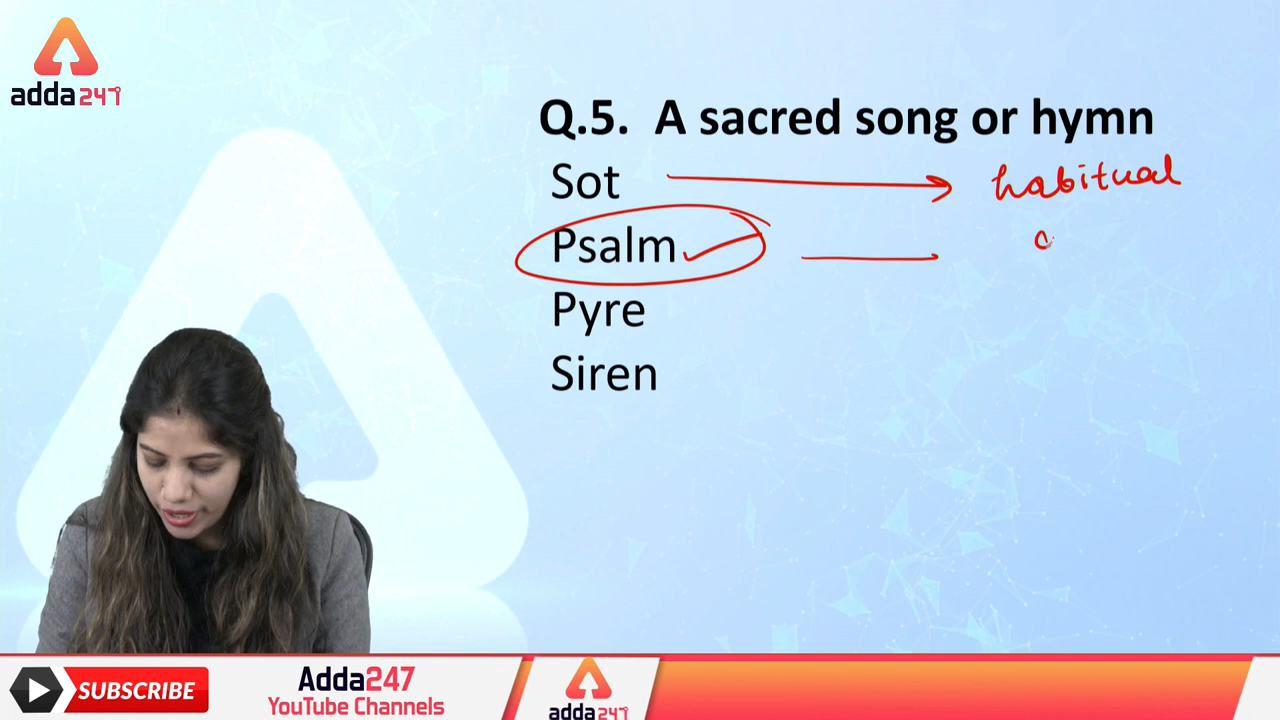 adda247
Q.5. A sacred song or hymn
Sot habitual
Psalm
Pyre
Siren
SUBSCRIBE
Adda247
YouTube Channels
adda247